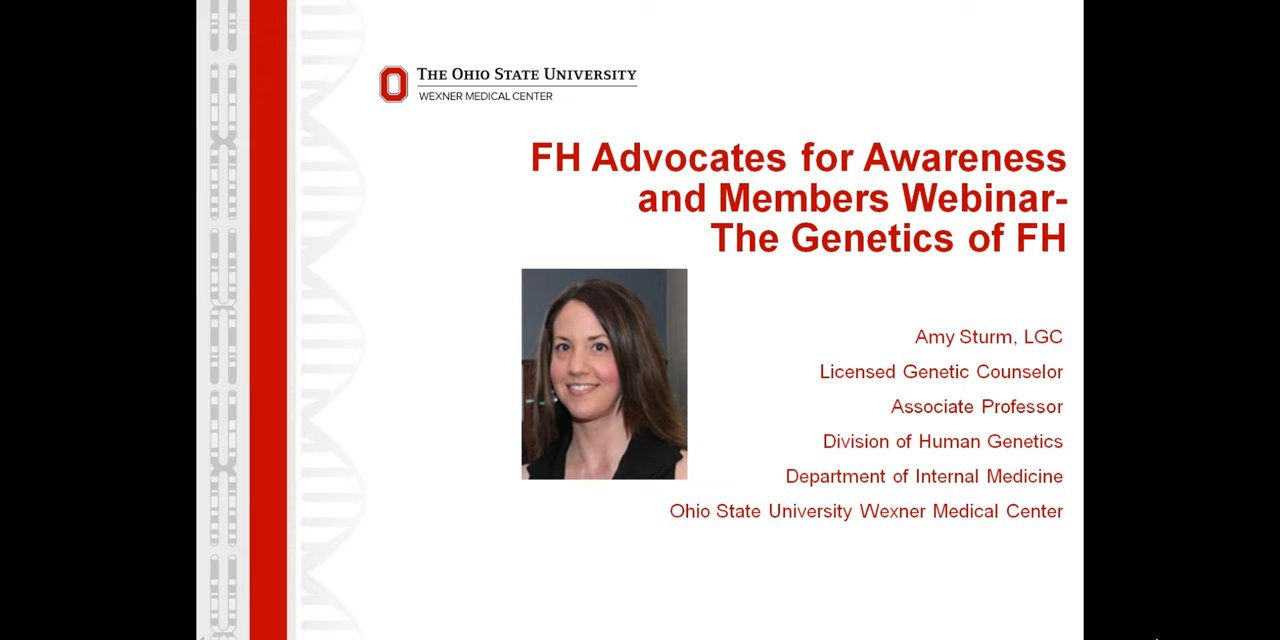 THE OHIO STATE UNIVERSITY
WEXNER MEDICAL CENTER
FH Advocates for Awareness
and Members Webinar-
The Genetics of FH
Amy Sturm, LGC
Licensed Genetic Counselor
Associate Professor
Division of Human Genetics
Department of Internal Medicine
Ohio State University Wexner Medical Center